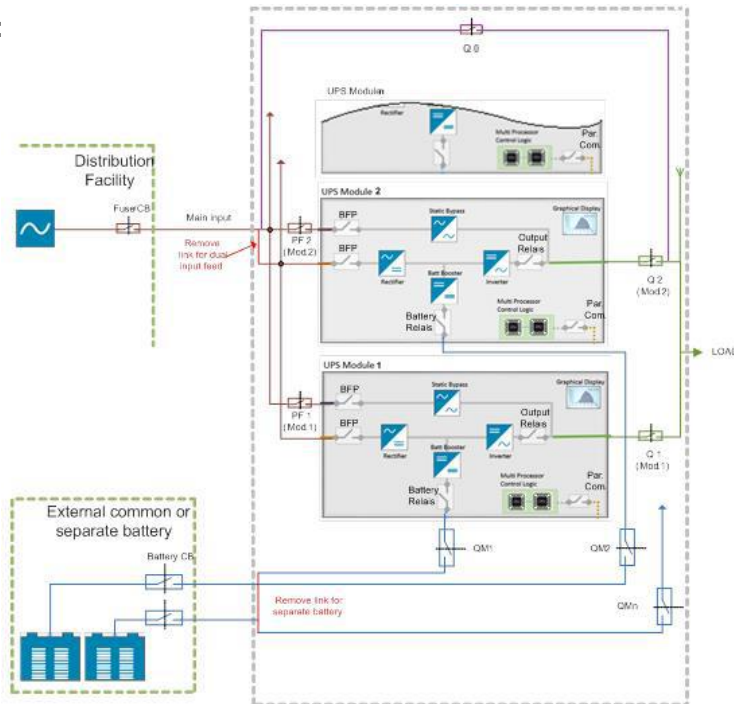 :
Q 0
UPS Modulen
Rectifier
Multi Processor
Control Logic
Par.
Com.
Distribution
Facility
FuserCB
Main input
Remove
link for dual
input feed
PF 2
(Mod.2)
UPS Module 2
BFP
Static Bypass
Graphical Display
BFP
Rectifier
Batt Booster
Inverter
Output
Relais
Battery
Relais
Multi Processor
Control Logic
Par.
Com.
Q 2
(Mod.2)
LOAD
UPS Module 1
PF 1
(Mod.1)
BFP
Static Bypass
Graphical Display
BFP
Rectifier
Batt Booster
Inverter
Output
Relais
Battery
Relais
Multi Processor
Control Logic
Par.
Com.
Q 1
(Mod.1)
External common or
separate battery
Battery CB
QM1
QM2
QMn
Remove link for
separate battery